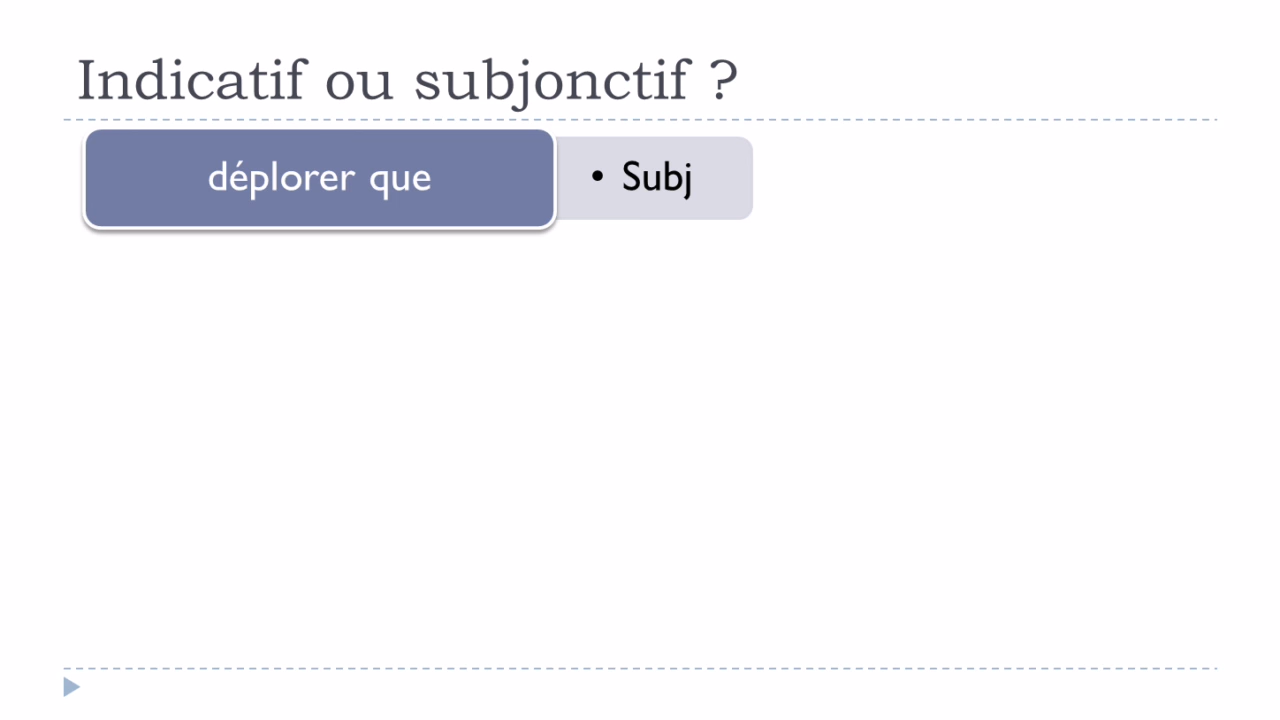 Indicatif ou subjonctif ?
déplorer que
• Subj